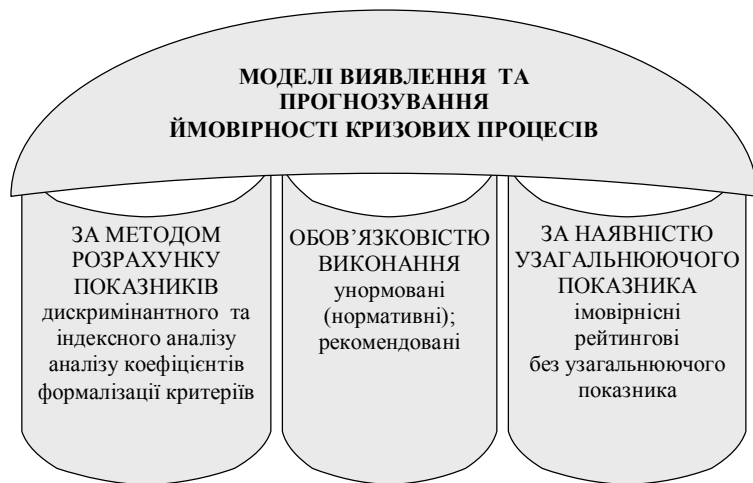 МОДЕЛІ ВИЯВЛЕННЯ ТА
ПРОГНОЗУВАННЯ
ЙМОВІРНОСТІ КРИЗОВИХ ПРОЦЕСІВ
ЗА МЕТОДОМ
РОЗРАХУНКУ
ПОКАЗНИКІВ
дискримінантного та
індексного аналізу
аналізу коефіцієнтів
формалізації критеріїв
ОБОВ’ЯЗКОВІСТЮ
ВИКОНАННЯ
унормовані
(нормативні);
рекомендовані
ЗА НАЯВНІСТЮ
УЗАГАЛЬНЮЮЧОГО
ПОКАЗНИКА
імовірнісні
рейтингові
без узагальнюючого
показника